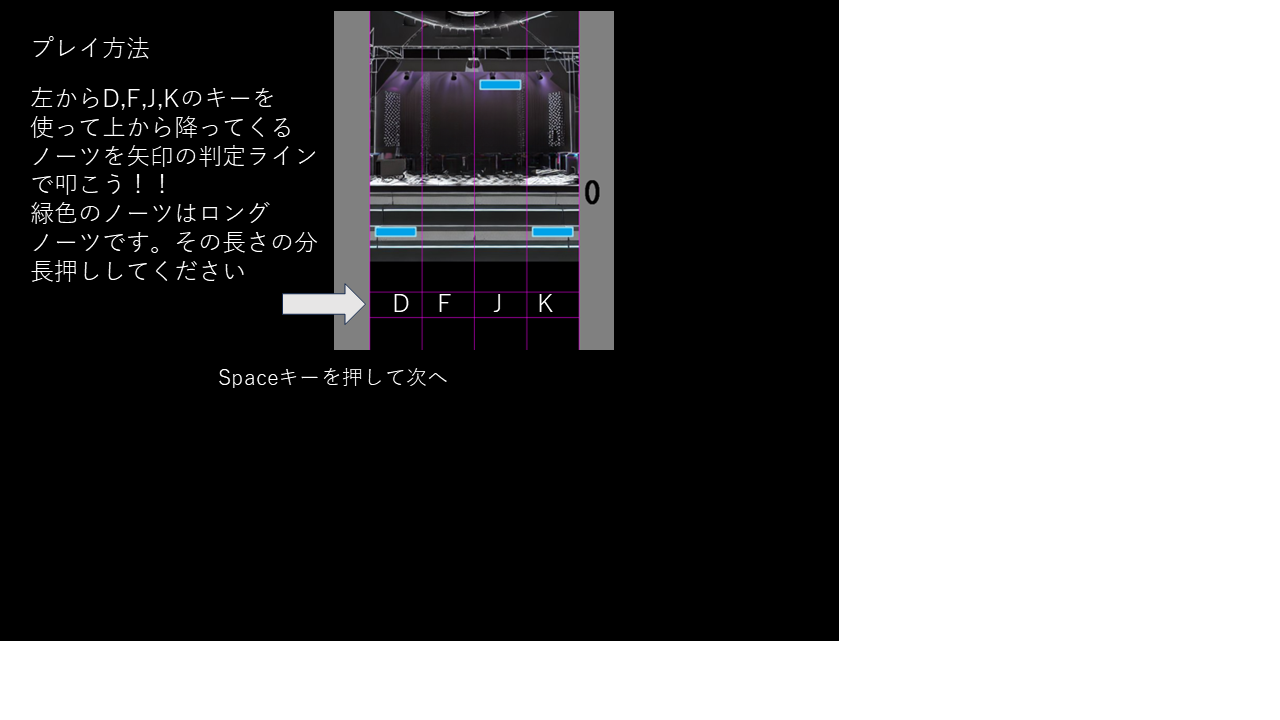 プレイ方法
左からD,F,J,Kのキーを
使って上から降ってくる
ノーツを矢印の判定ライン
で叩こう！！
緑色のノーツはロング
ノーツです。その長さの分
長押ししてください
0
D F J K
Spaceキーを押して次へ